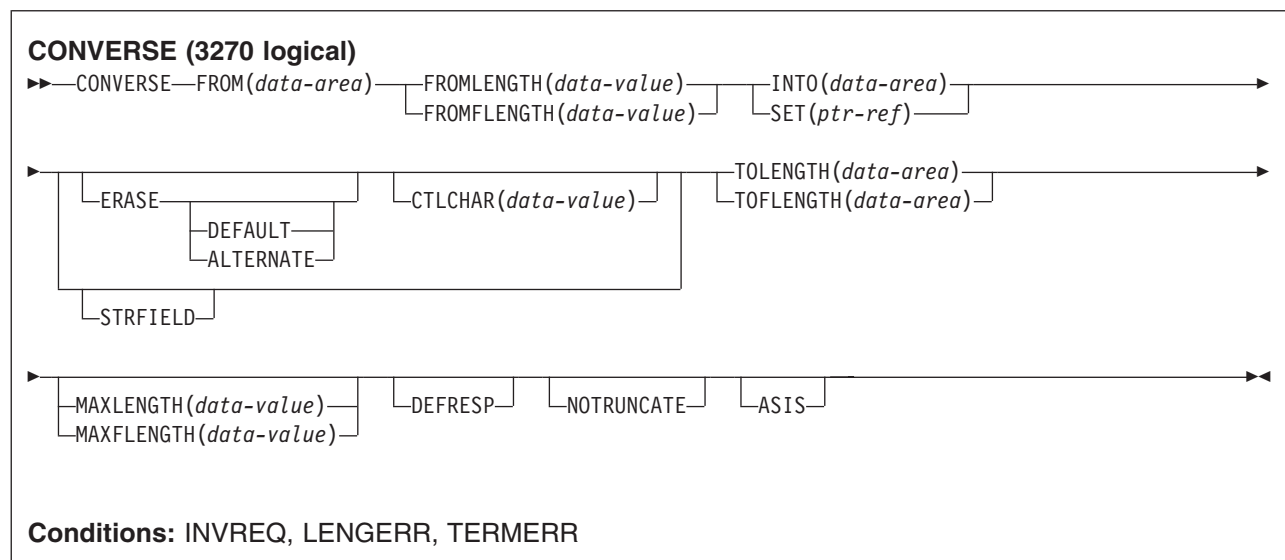 CONVERSE (3270 logical)
CONVERSE FROM(data-area) FROMLENGTH(data-value) INTO(data-area)
FROMFLENGTH(data-value) SET(ptr-ref)
TOLENGTH(data-area)
ERASE CTLCHAR(data-value) TOFLENGTH(data-area)
DEFAULT
ALTERNATE
STRFIELD
MAXLENGTH(data-value) DEFRESP NOTRUNCATE ASIS
MAXFLENGTH(data-value)
Conditions: INVREQ, LENGERR, TERMERR